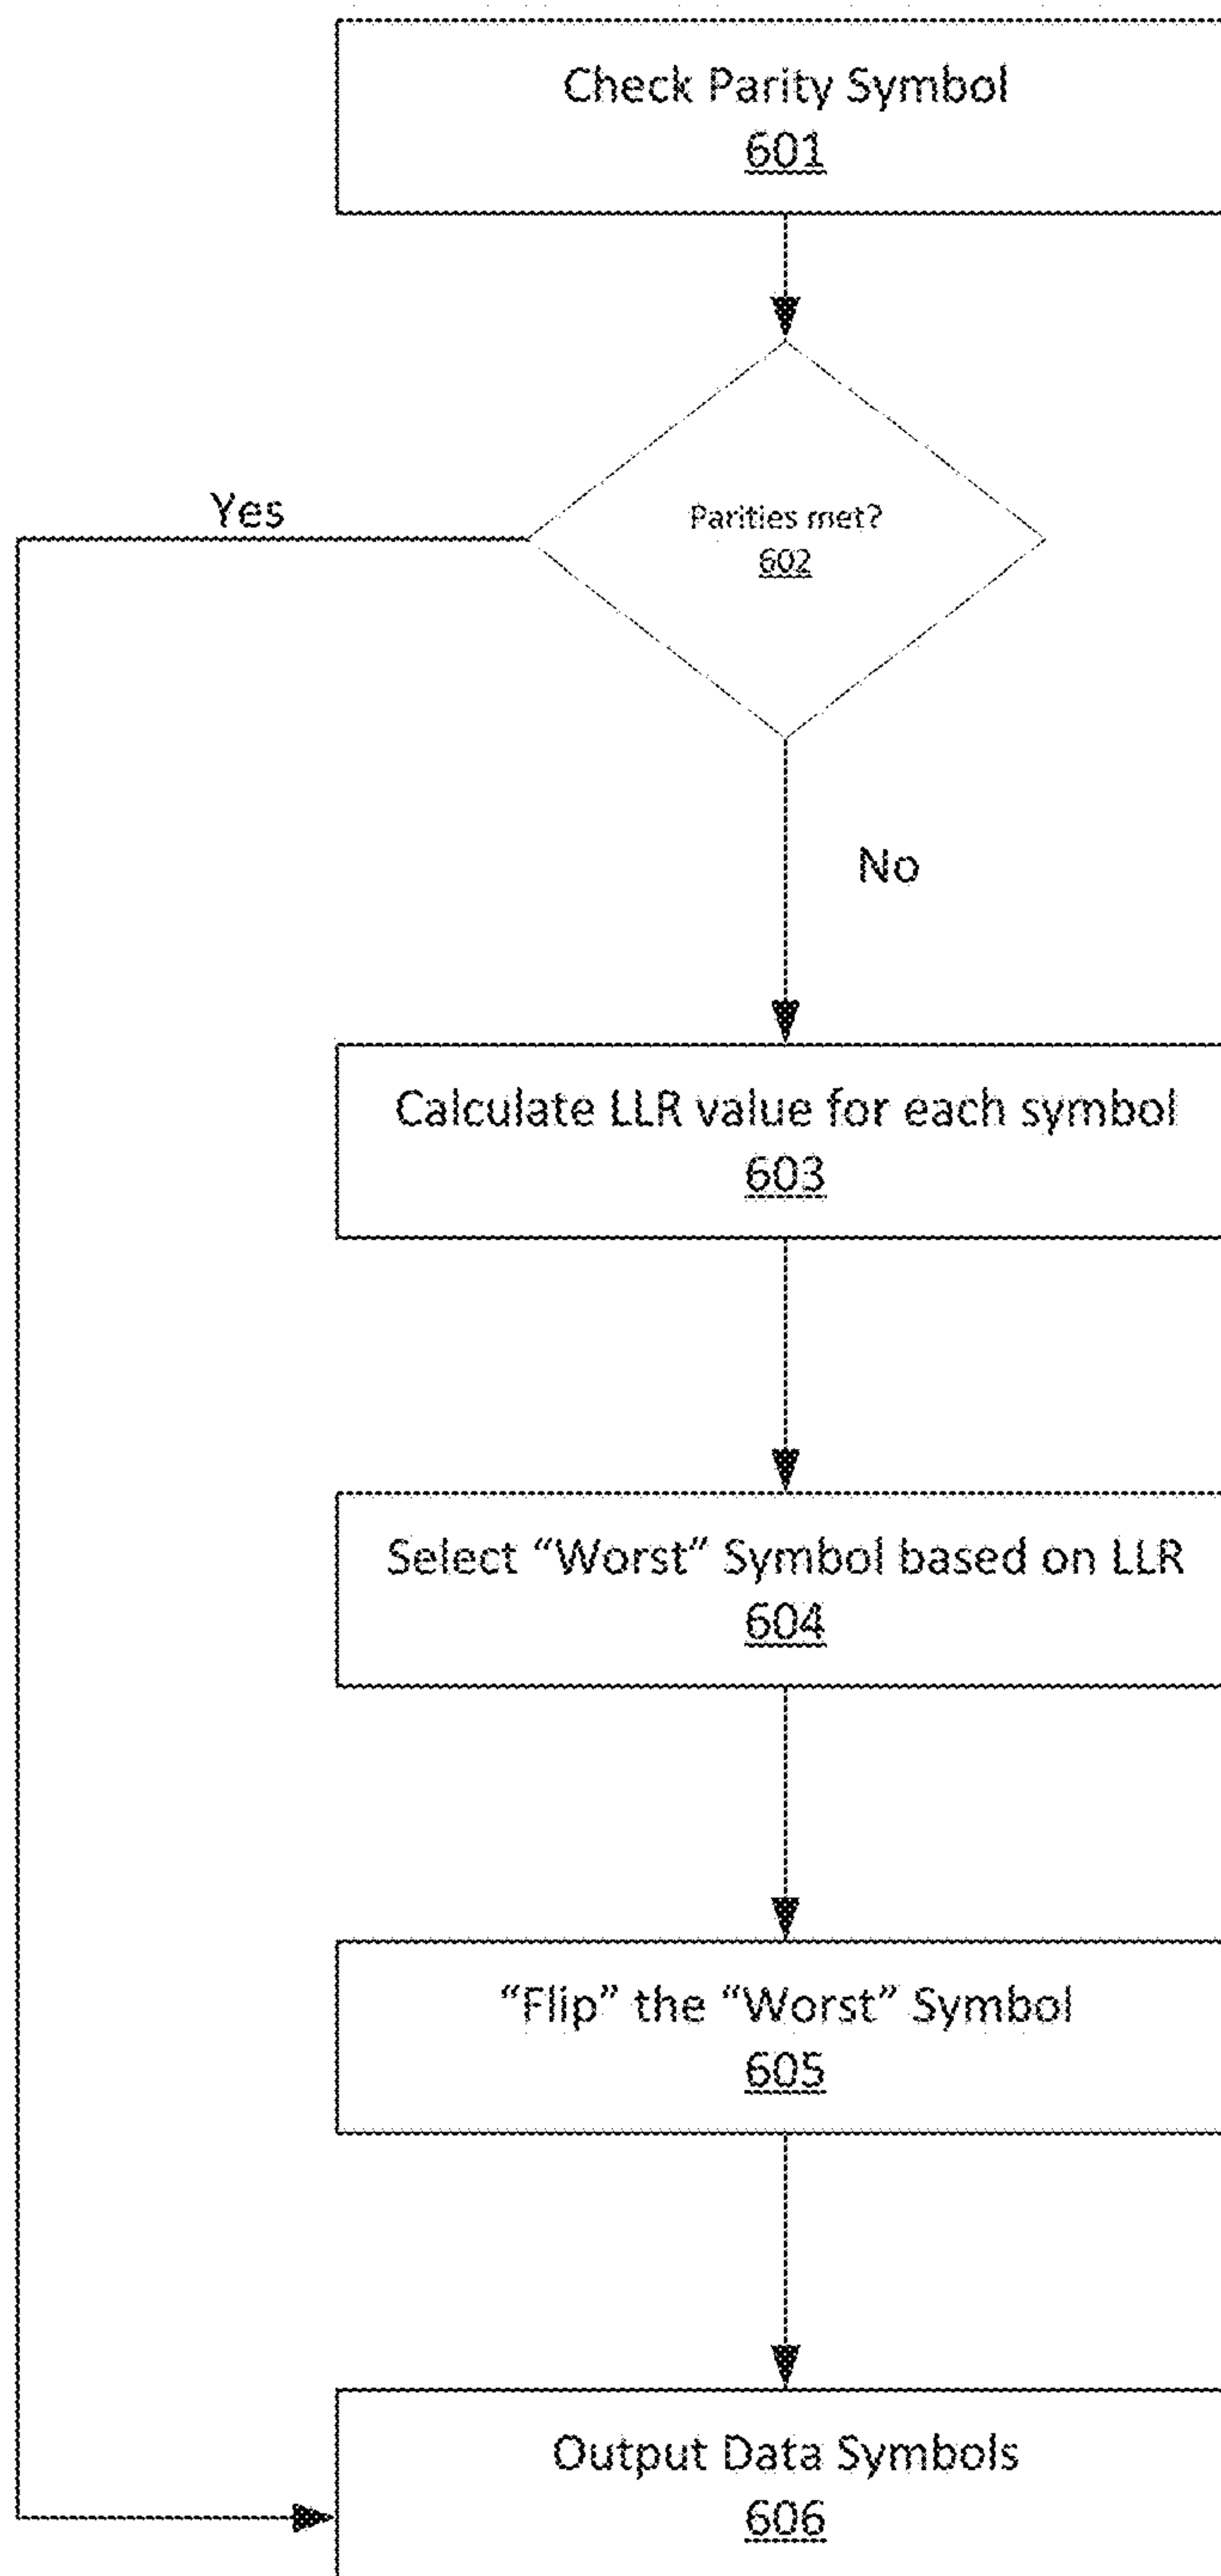 Check Parity Symbol
601
Yes
Parities met?
602
No
Calculate LLR value for each symbol
603
Select “Worst” Symbol based on LLR
604
“Flip” the “Worst” Symbol
605
Output Data Symbols
606